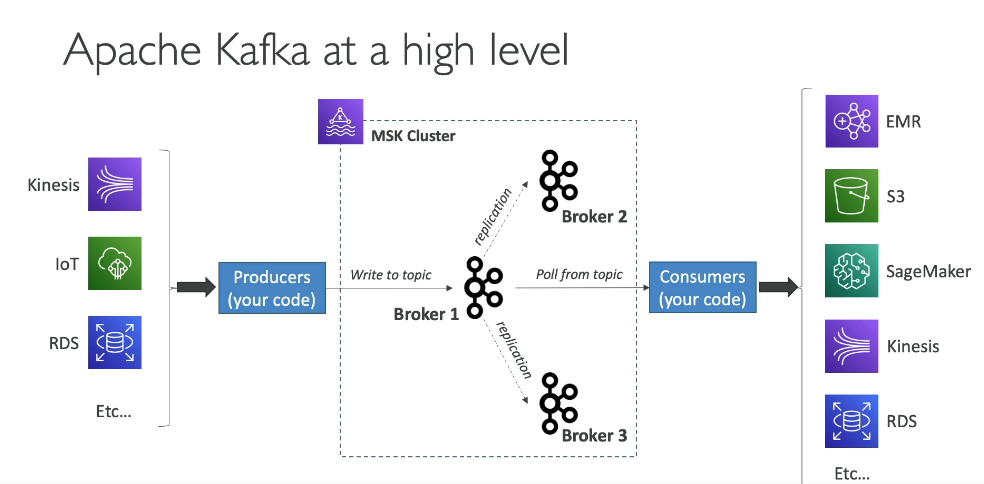 Apache Kafka at a high level
Kinesis
IoT
RDS
Etc...
Producers
(your code)
MSK Cluster
Write to topic
Broker 1
replication
Broker 2
replication
Broker 3
Poll from topic
Consumers
(your code)
EMR
S3
SageMaker
Kinesis
RDS
Etc...